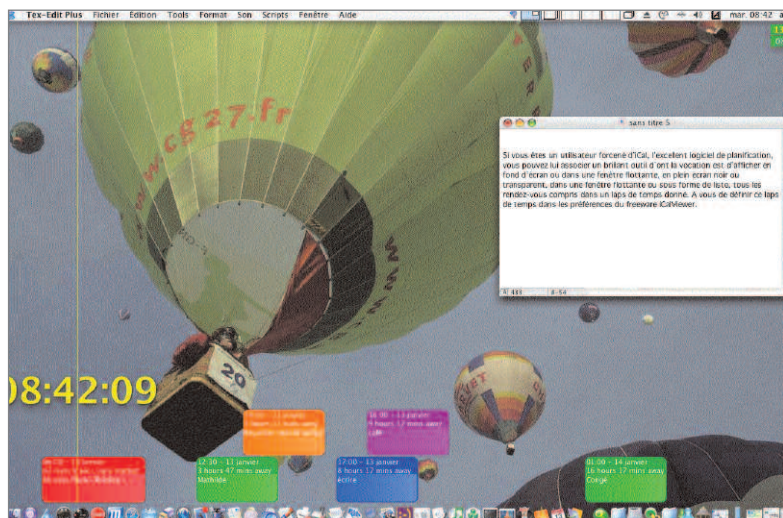 Tex-Edit Plus Fichier Édition Tools Format Son Scripts Fenêtre Aide
mar. 08:42
www.cg27.fr
sans titre 5
Si vous êtes un utilisateur forcené d'iCal, l'excellent logiciel de planification,
vous pouvez lui associer un brillant outil d ont la vocation est d'afficher en
fond d'écran ou dans une fenêtre flottante, en plein écran noir ou
transparent, dans une fenêtre flottante ou sous forme de liste, tous les
rendez-vous compris dans un laps de temps donné. A vous de définir ce laps
de temps dans les préférences du freeware iCalViewer.
20
08:42:09
12:30 - 13 janvier
3 hours 47 mins away
Mathilde
17:00 - 13 janvier
8 hours 17 mins away
écrire
01:00 - 14 janvier
16 hours 17 mins away
Congé